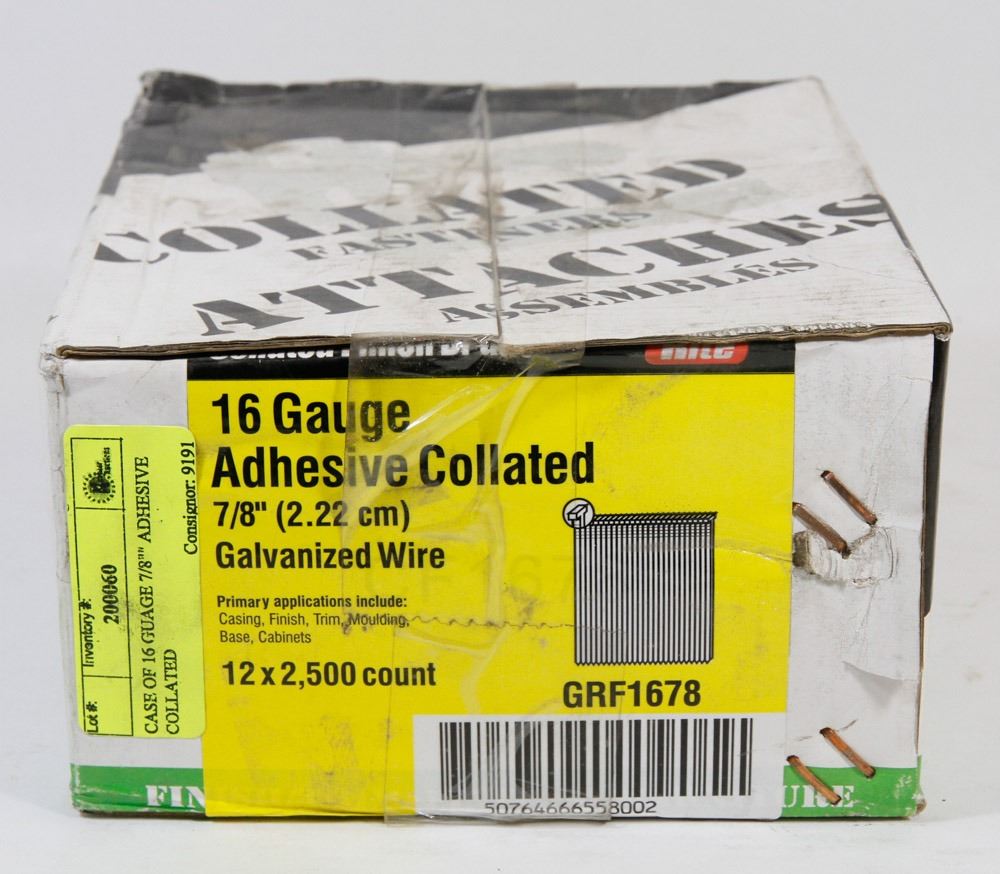 COLLATED
FASTENERS
ATTACHES
ASSEMBLÉS
16 Gauge
Adhesive Collated
7/8" (2.22 cm)
Galvanized Wire
Primary applications include:
Casing, Finish, Trim, Moulding,
Base, Cabinets
12 x 2,500 count
GRF1678
50764666558002
Lot #:
Inventory #:
200060
Auctions
CASE OF 16 GUAGE 7/8"" ADHESIVE
COLLATED
Consignor: 9191